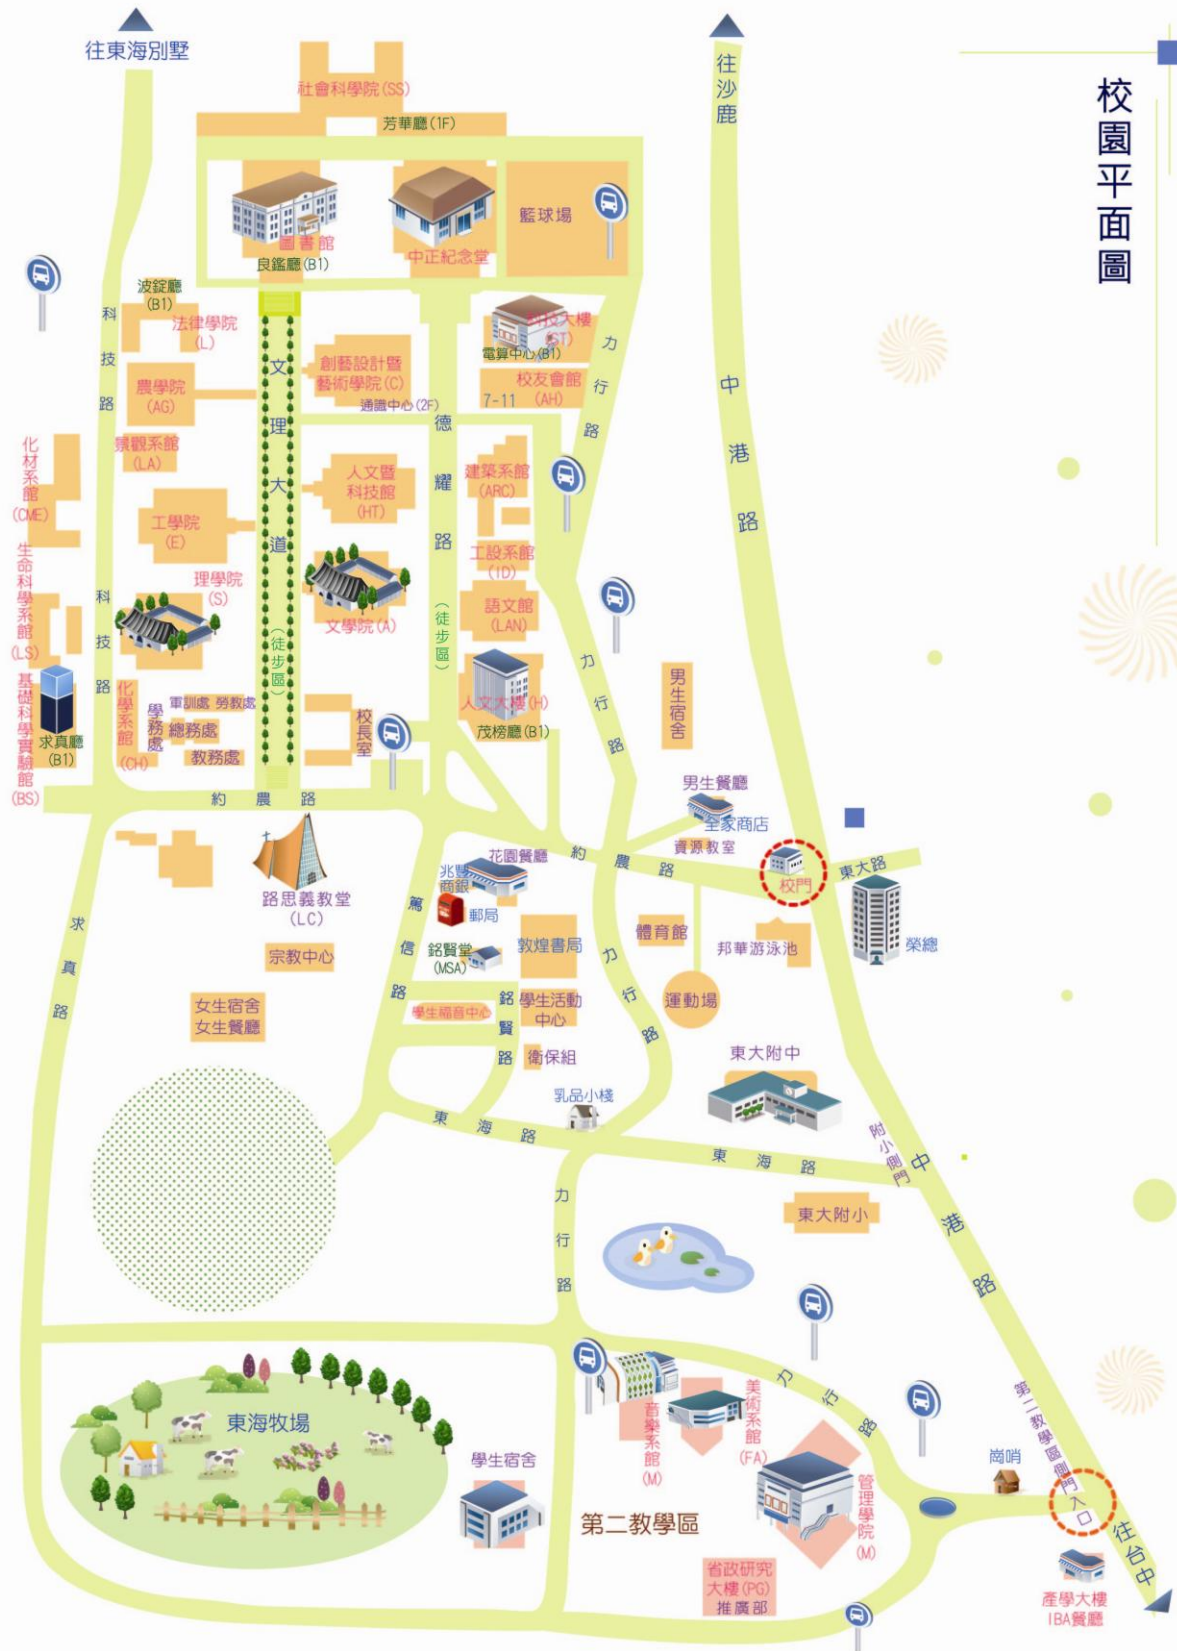 往東海別墅
往沙鹿
校園平面圖
社會科學院(SS)
芳華廳(1F)
籃球場
圖書館
良鑑廳(B1)
中正紀念堂
波錠廳
(B1)
法律學院
(L)
科技路
文理大道
(徒步區)
創藝設計暨
藝術學院(C)
通識中心(2F)
科技大樓
(ST)
電算中心(B1)
校友會館
(AH)
7-11
力行路
中港路
農學院
(AG)
德耀路
(徒步區)
化材系館
(CME)
景觀系館
(LA)
人文暨
科技館
(HT)
建築系館
(ARC)
工學院
(E)
工設系館
(ID)
生命科學系館
(LS)
理學院
(S)
科技路
文學院(A)
語文館
(LAN)
力行路
男生宿舍
基礎科學實驗館
(BS)
求真廳
(B1)
化學系館
(CH)
學務處
軍訓處 勞教處
總務處
教務處
校長室
人文大樓(H)
茂榜廳(B1)
男生餐廳
全家商店
資源教室
約農路
約農路
校門
東大路
榮總
路思義教堂
(LC)
花園餐廳
兆豐
商銀
郵局
篤信路
銘賢堂
(MSA)
敦煌書局
體育館
邦華游泳池
求真路
宗教中心
力行路
女生宿舍
女生餐廳
學生福音中心
銘賢路
學生活動
中心
運動場
衛保組
東大附中
乳品小棧
東海路
東海路
附小側門
中港路
力行路
東大附小
東海牧場
音樂系館
(M)
美術系館
(FA)
力行路
第二教學區側門
入口
學生宿舍
管理學院
(M)
崗哨
第二教學區
往台中
省政研究
大樓(PG)
推廣部
產學大樓
IBA餐廳